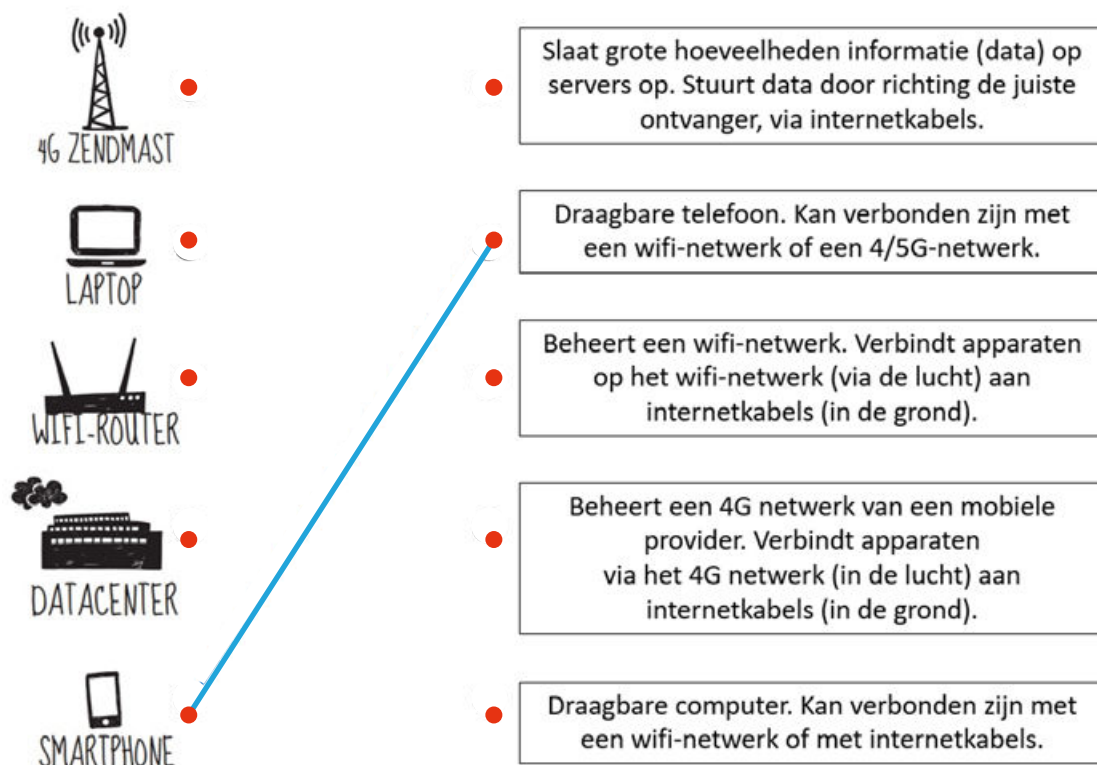 4G ZENDMAST
Slaat grote hoeveelheden informatie (data) op
servers op. Stuurt data door richting de juiste
ontvanger, via internetkabels.
LAPTOP
Draagbare telefoon. Kan verbonden zijn met
een wifi-netwerk of een 4/5G-netwerk.
WIFI-ROUTER
Beheert een wifi-netwerk. Verbindt apparaten
op het wifi-netwerk (via de lucht) aan
internetkabels (in de grond).
DATACENTER
Beheert een 4G netwerk van een mobiele
provider. Verbindt apparaten
via het 4G netwerk (in de lucht) aan
internetkabels (in de grond).
SMARTPHONE
Draagbare computer. Kan verbonden zijn met
een wifi-netwerk of met internetkabels.